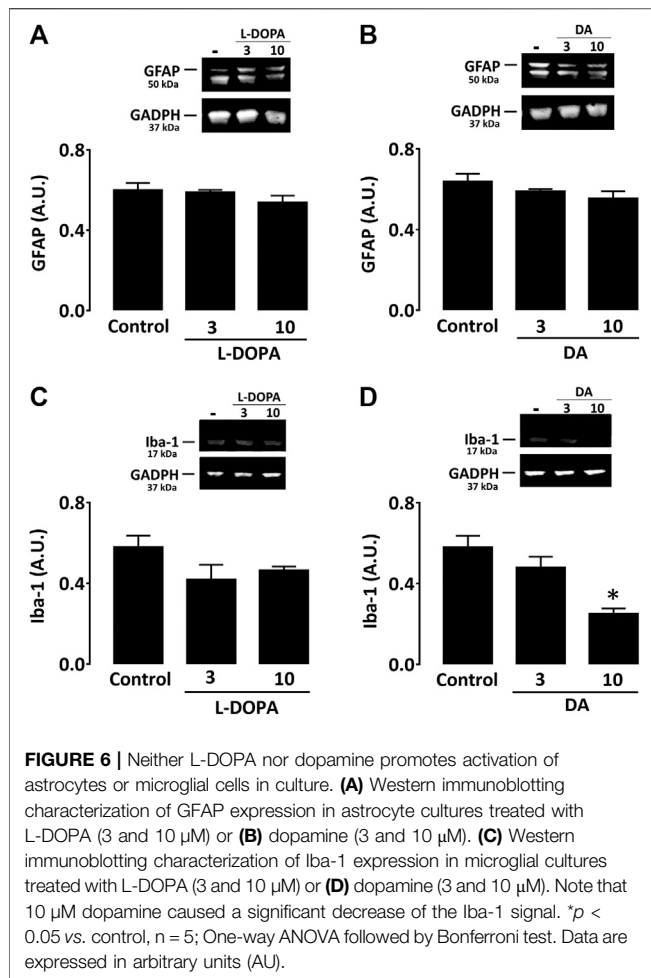 A
L-DOPA
- 3 10
GFAP
50 kDa
GADPH
37 kDa
0.8
0.4
0.0
GFAP (A.U.)
Control 3 10
L-DOPA
B
DA
- 3 10
GFAP
50 kDa
GADPH
37 kDa
0.8
0.4
0.0
GFAP (A.U.)
Control 3 10
DA
C
L-DOPA
- 3 10
Iba-1
17 kDa
GADPH
37 kDa
0.8
0.4
0.0
Iba-1 (A.U.)
Control 3 10
L-DOPA
D
DA
- 3 10
Iba-1
17 kDa
GADPH
37 kDa
0.8
0.4
0.0
Iba-1 (A.U.)
*
Control 3 10
DA
FIGURE 6 | Neither L-DOPA nor dopamine promotes activation of
astrocytes or microglial cells in culture. (A) Western immunoblotting
characterization of GFAP expression in astrocyte cultures treated with
L-DOPA (3 and 10 µM) or (B) dopamine (3 and 10 μM). (C) Western
immunoblotting characterization of Iba-1 expression in microglial cultures
treated with L-DOPA (3 and 10 µM) or (D) dopamine (3 and 10 μM). Note that
10 µM dopamine caused a significant decrease of the Iba-1 signal. *p <
0.05 vs. control, n = 5; One-way ANOVA followed by Bonferroni test. Data are
expressed in arbitrary units (AU).